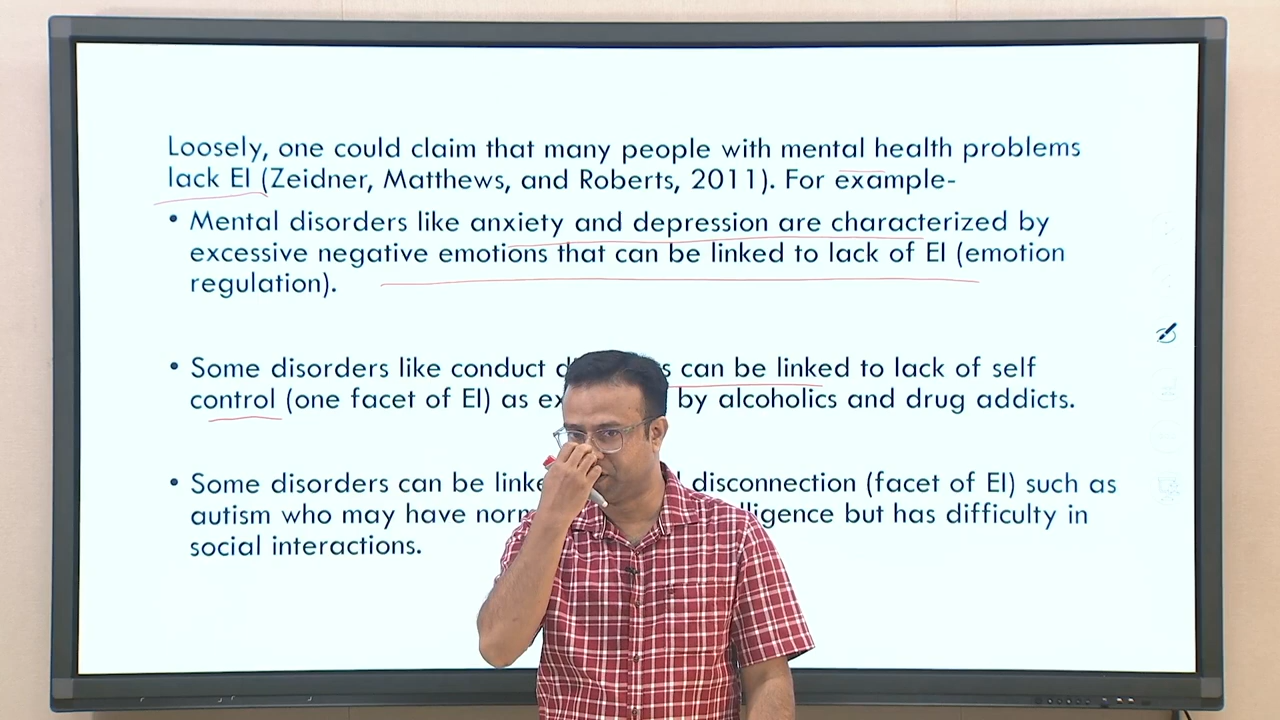 Loosely, one could claim that many people with mental health problems
lack EI (Zeidner, Matthews, and Roberts, 2011). For example-
• Mental disorders like anxiety and depression are characterized by
excessive negative emotions that can be linked to lack of EI (emotion
regulation).
• Some disorders like conduct can be linked to lack of self
control (one facet of EI) as by alcoholics and drug addicts.
• Some disorders can be disconnection (facet of EI) such as
autism who may have but has difficulty in
social interactions.